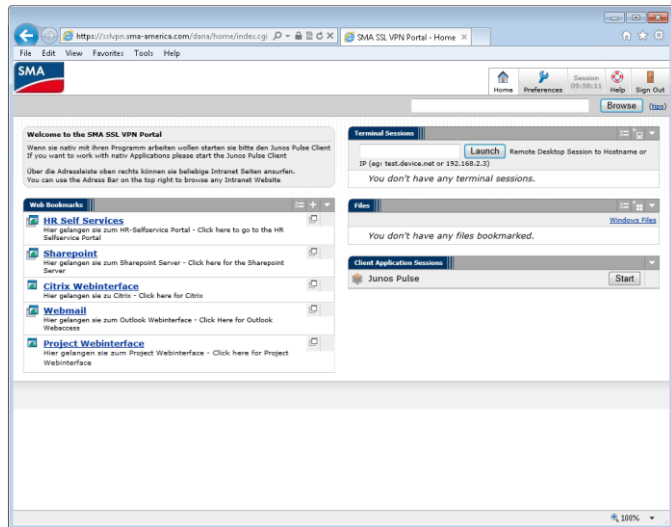 https://sslvpn.sma-america.com/dana/home/index.cgi
SMA SSL VPN Portal - Home
File Edit View Favorites Tools Help
SMA
Home Preferences Session 09:58:11 Help Sign Out
Browse (tips)
Welcome to the SMA SSL VPN Portal
Wenn sie nativ mit ihren Programm arbeiten wollen starten sie bitte den Junos Pulse Client
If you want to work with nativ Applications please start the Junos Pulse Client
Über die Adressleiste oben rechts können sie beliebige Intranet Seiten ansurfen.
You can use the Adress Bar on the top right to browse any Intranet Website
Web Bookmarks
HR Self Services
Hier gelangen sie zum HR-Selfservice Portal - Click here to go to the HR
Selfservice Portal
Sharepoint
Hier gelangen sie zum Sharepoint Server - Click here for the Sharepoint
Server
Citrix Webinterface
Hier gelangen sie zu Citrix - Click here for Citrix
Webmail
Hier gelangen sie zum Outlook Webinterface - Click Here for Outlook
Webaccess
Project Webinterface
Hier gelangen sie zum Project Webinterface - Click here for Project
Webinterface
Terminal Sessions
Launch Remote Desktop Session to Hostname or
IP (eg: test.device.net or 192.168.2.3)
You don't have any terminal sessions.
Files
Windows Files
You don't have any files bookmarked.
Client Application Sessions
Junos Pulse Start
100%